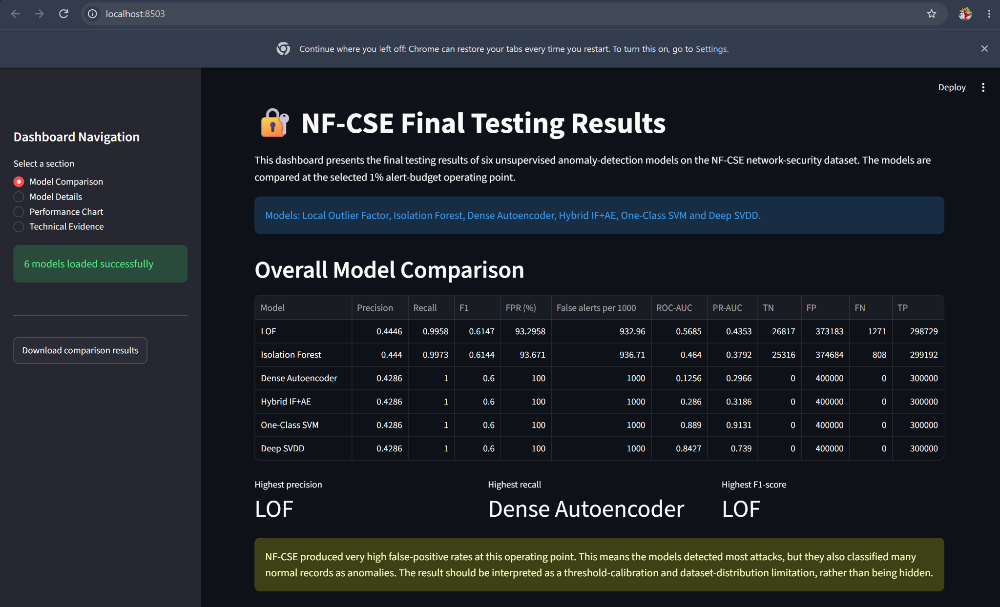 localhost:8503
Continue where you left off: Chrome can restore your tabs every time you restart. To turn this on, go to Settings.
Deploy
Dashboard Navigation
Select a section
Model Comparison
Model Details
Performance Chart
Technical Evidence
6 models loaded successfully
Download comparison results
NF-CSE Final Testing Results
This dashboard presents the final testing results of six unsupervised anomaly-detection models on the NF-CSE network-security dataset. The models are
compared at the selected 1% alert-budget operating point.
Models: Local Outlier Factor, Isolation Forest, Dense Autoencoder, Hybrid IF+AE, One-Class SVM and Deep SVDD.
Overall Model Comparison
Model Precision Recall F1 FPR (%) False alerts per 1000 ROC-AUC PR-AUC TN FP FN TP
LOF 0.4446 0.9958 0.6147 93.2958 932.96 0.5685 0.4353 26817 373183 1271 298729
Isolation Forest 0.444 0.9973 0.6144 93.671 936.71 0.464 0.3792 25316 374684 808 299192
Dense Autoencoder 0.4286 1 0.6 100 1000 0.1256 0.2966 0 400000 0 300000
Hybrid IF+AE 0.4286 1 0.6 100 1000 0.286 0.3186 0 400000 0 300000
One-Class SVM 0.4286 1 0.6 100 1000 0.889 0.9131 0 400000 0 300000
Deep SVDD 0.4286 1 0.6 100 1000 0.8427 0.739 0 400000 0 300000
Highest precision Highest recall Highest F1-score
LOF Dense Autoencoder LOF
NF-CSE produced very high false-positive rates at this operating point. This means the models detected most attacks, but they also classified many
normal records as anomalies. The result should be interpreted as a threshold-calibration and dataset-distribution limitation, rather than being hidden.